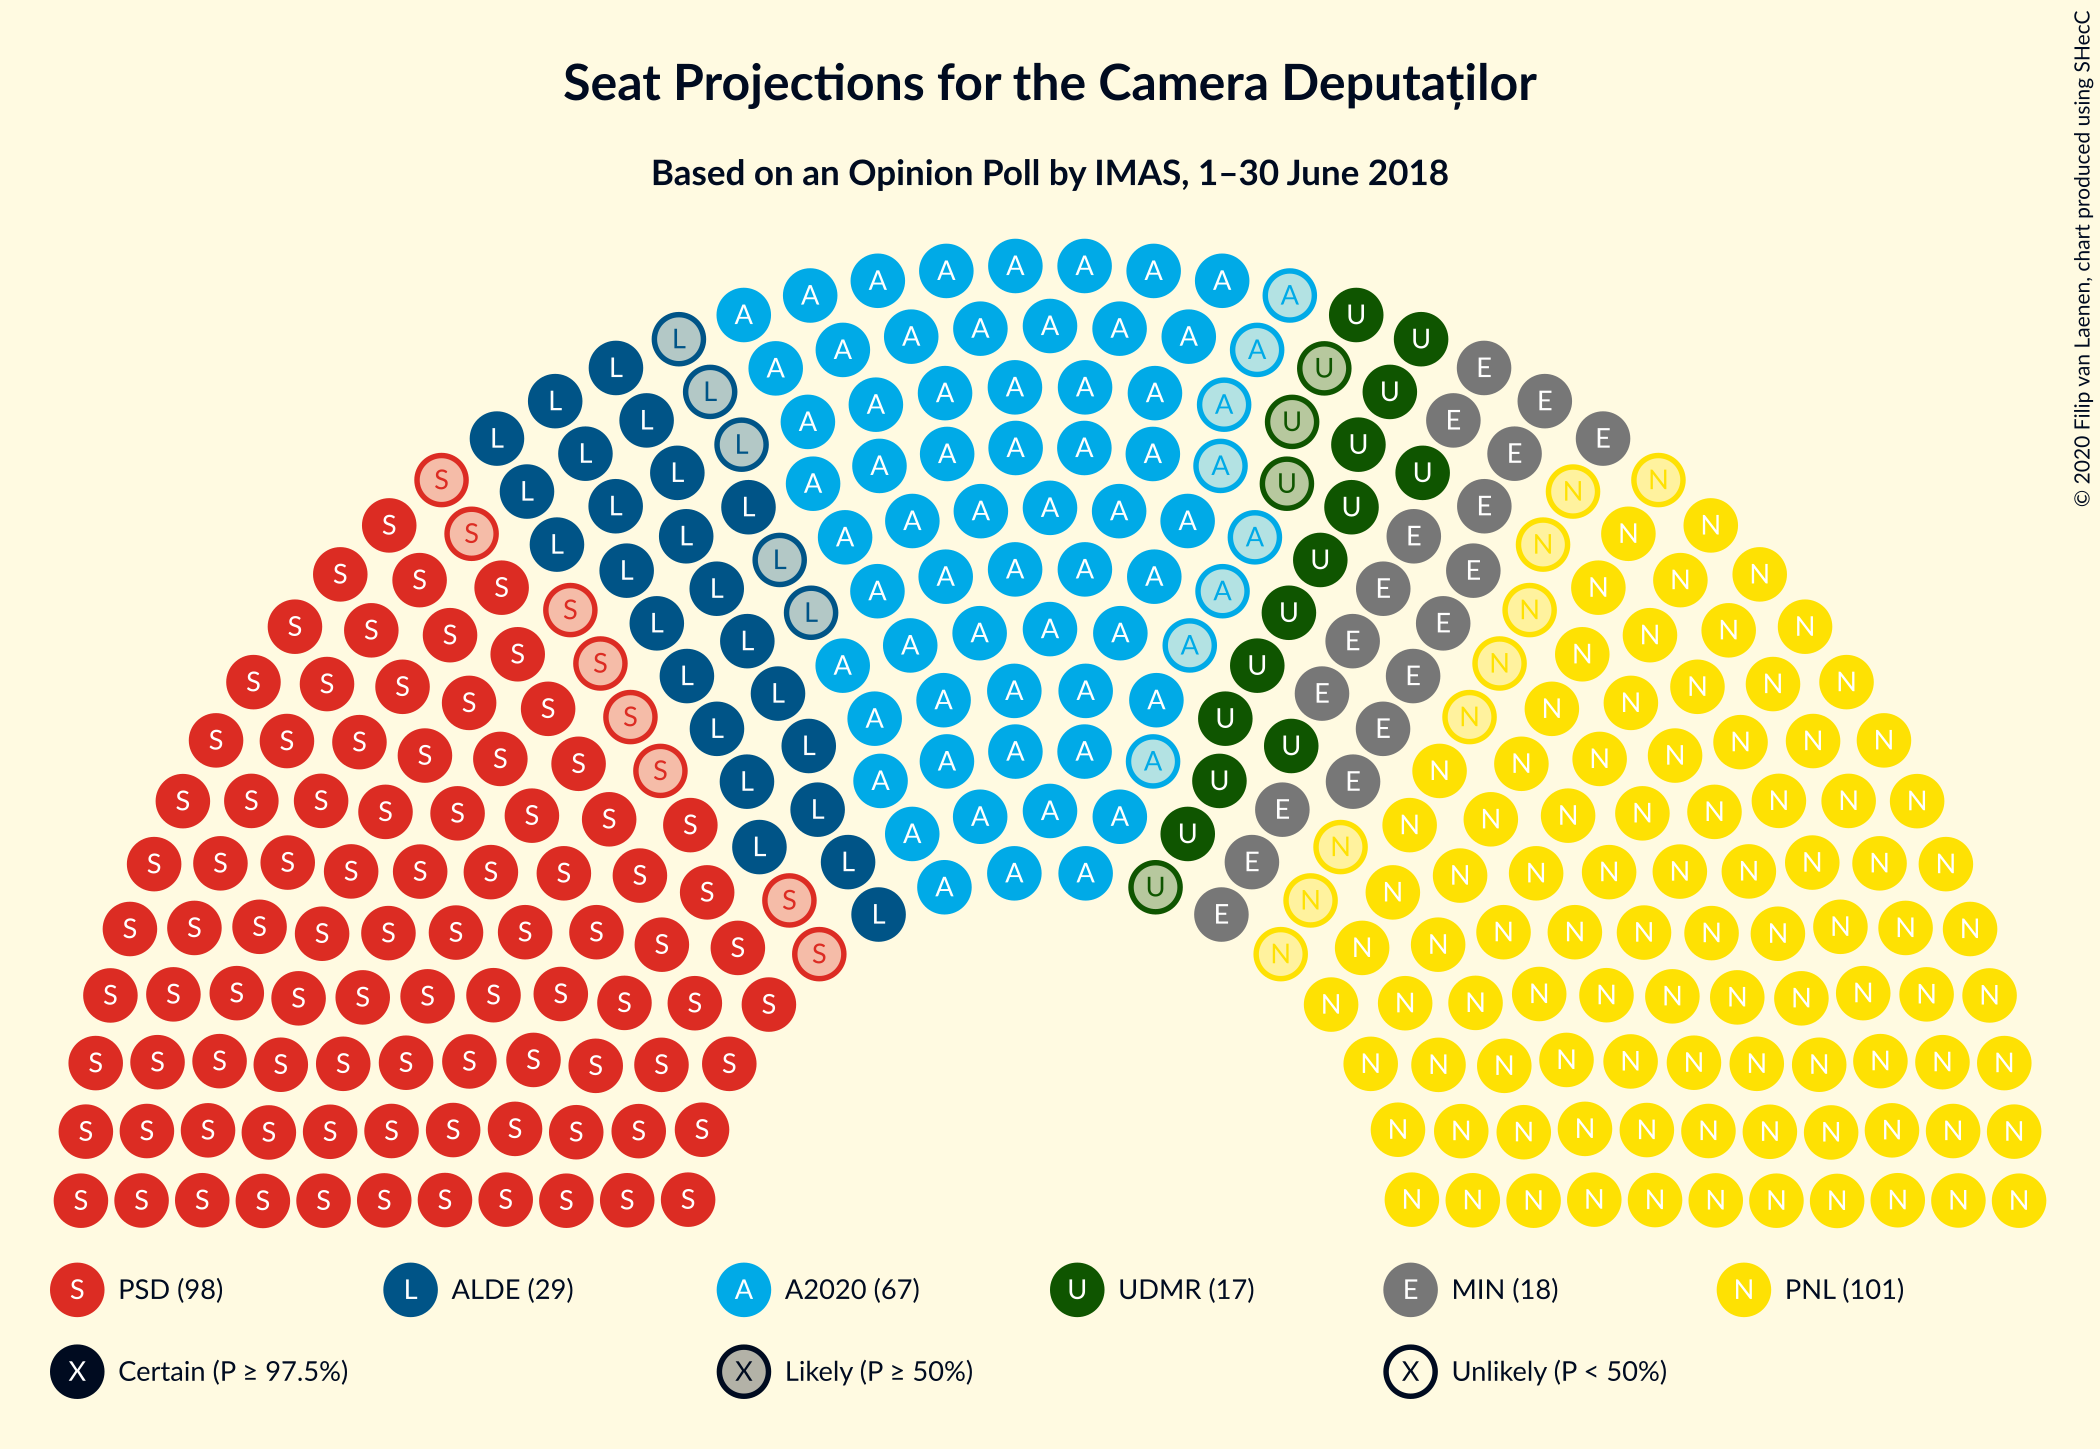 Seat Projections for the Camera Deputaților
Based on an Opinion Poll by IMAS, 1–30 June 2018
© 2020 Filip van Laenen, chart produced using SHecC
S PSD (98) L ALDE (29) A A2020 (67) U UDMR (17) E MIN (18) N PNL (101)
X Certain (P ≥ 97.5%) X Likely (P ≥ 50%) X Unlikely (P < 50%)